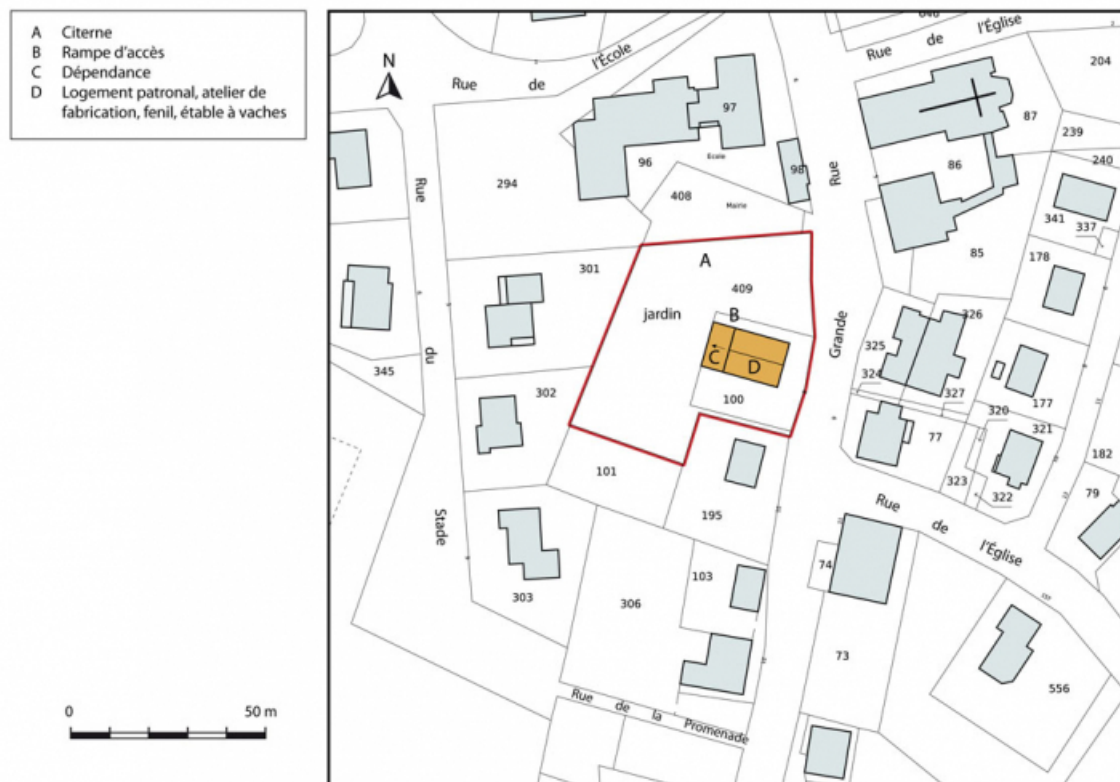 A Citerne
B Rampe d'accès
C Dépendance
D Logement patronal, atelier de
fabrication, fenil, étable à vaches
0 50 m
N
Rue de l'École
Rue de l'Église
204
97
87
239
96
École
86
240
98
294
408
Mairie
341
337
Rue
Rue
85
178
301
A
409
326
jardin
B
Grande
325
C
D
324
327
345
du
302
100
320
177
321
77
101
323
322
182
79
195
Rue de l'Église
Stade
74
303
306
103
73
556
Rue de la Promenade